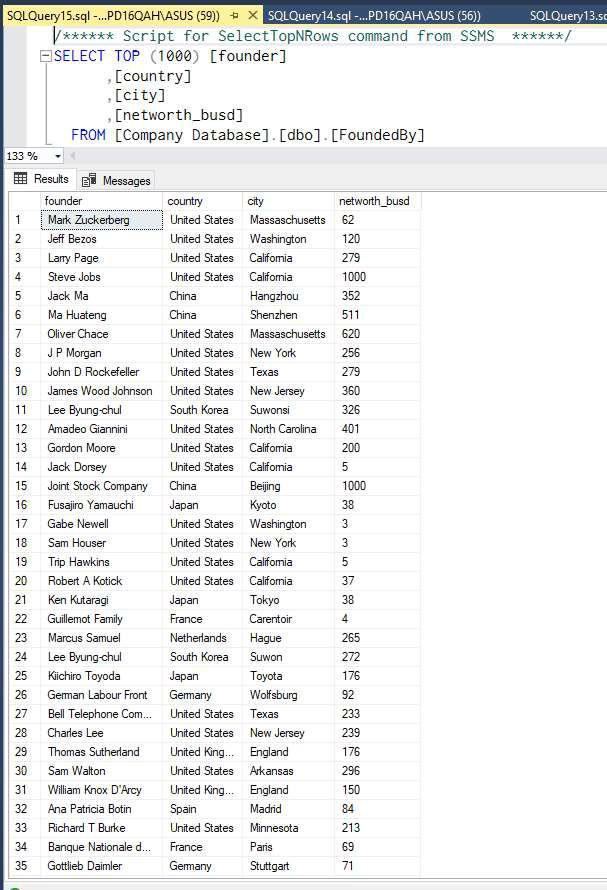 SQLQuery15.sql -...PD16QAH\ASUS (59)) SQLQuery14.sql -...PD16QAH\ASUS (56)) SQLQuery13.sq
/****** Script for SelectTopNRows command from SSMS ******/
SELECT TOP (1000) [founder]
,[country]
,[city]
,[networth_busd]
FROM [Company Database].[dbo].[FoundedBy]
133 %
Results Messages
founder country city networth_busd
1 Mark Zuckerberg United States Massaschusetts 62
2 Jeff Bezos United States Washington 120
3 Larry Page United States California 279
4 Steve Jobs United States California 1000
5 Jack Ma China Hangzhou 352
6 Ma Huateng China Shenzhen 511
7 Oliver Chace United States Massaschusetts 620
8 J P Morgan United States New York 256
9 John D Rockefeller United States Texas 279
10 James Wood Johnson United States New Jersey 360
11 Lee Byung-chul South Korea Suwonsi 326
12 Amadeo Giannini United States North Carolina 401
13 Gordon Moore United States California 200
14 Jack Dorsey United States California 5
15 Joint Stock Company China Beijing 1000
16 Fusajiro Yamauchi Japan Kyoto 38
17 Gabe Newell United States Washington 3
18 Sam Houser United States New York 3
19 Trip Hawkins United States California 5
20 Robert A Kotick United States California 37
21 Ken Kutaragi Japan Tokyo 38
22 Guillemot Family France Carentoir 4
23 Marcus Samuel Netherlands Hague 265
24 Lee Byung-chul South Korea Suwon 272
25 Kiichiro Toyoda Japan Toyota 176
26 German Labour Front Germany Wolfsburg 92
27 Bell Telephone Com... United States Texas 233
28 Charles Lee United States New Jersey 239
29 Thomas Sutherland United King... England 176
30 Sam Walton United States Arkansas 296
31 William Knox D'Arcy United King... England 150
32 Ana Patricia Botin Spain Madrid 84
33 Richard T Burke United States Minnesota 213
34 Banque Nationale d... France Paris 69
35 Gottlieb Daimler Germany Stuttgart 71